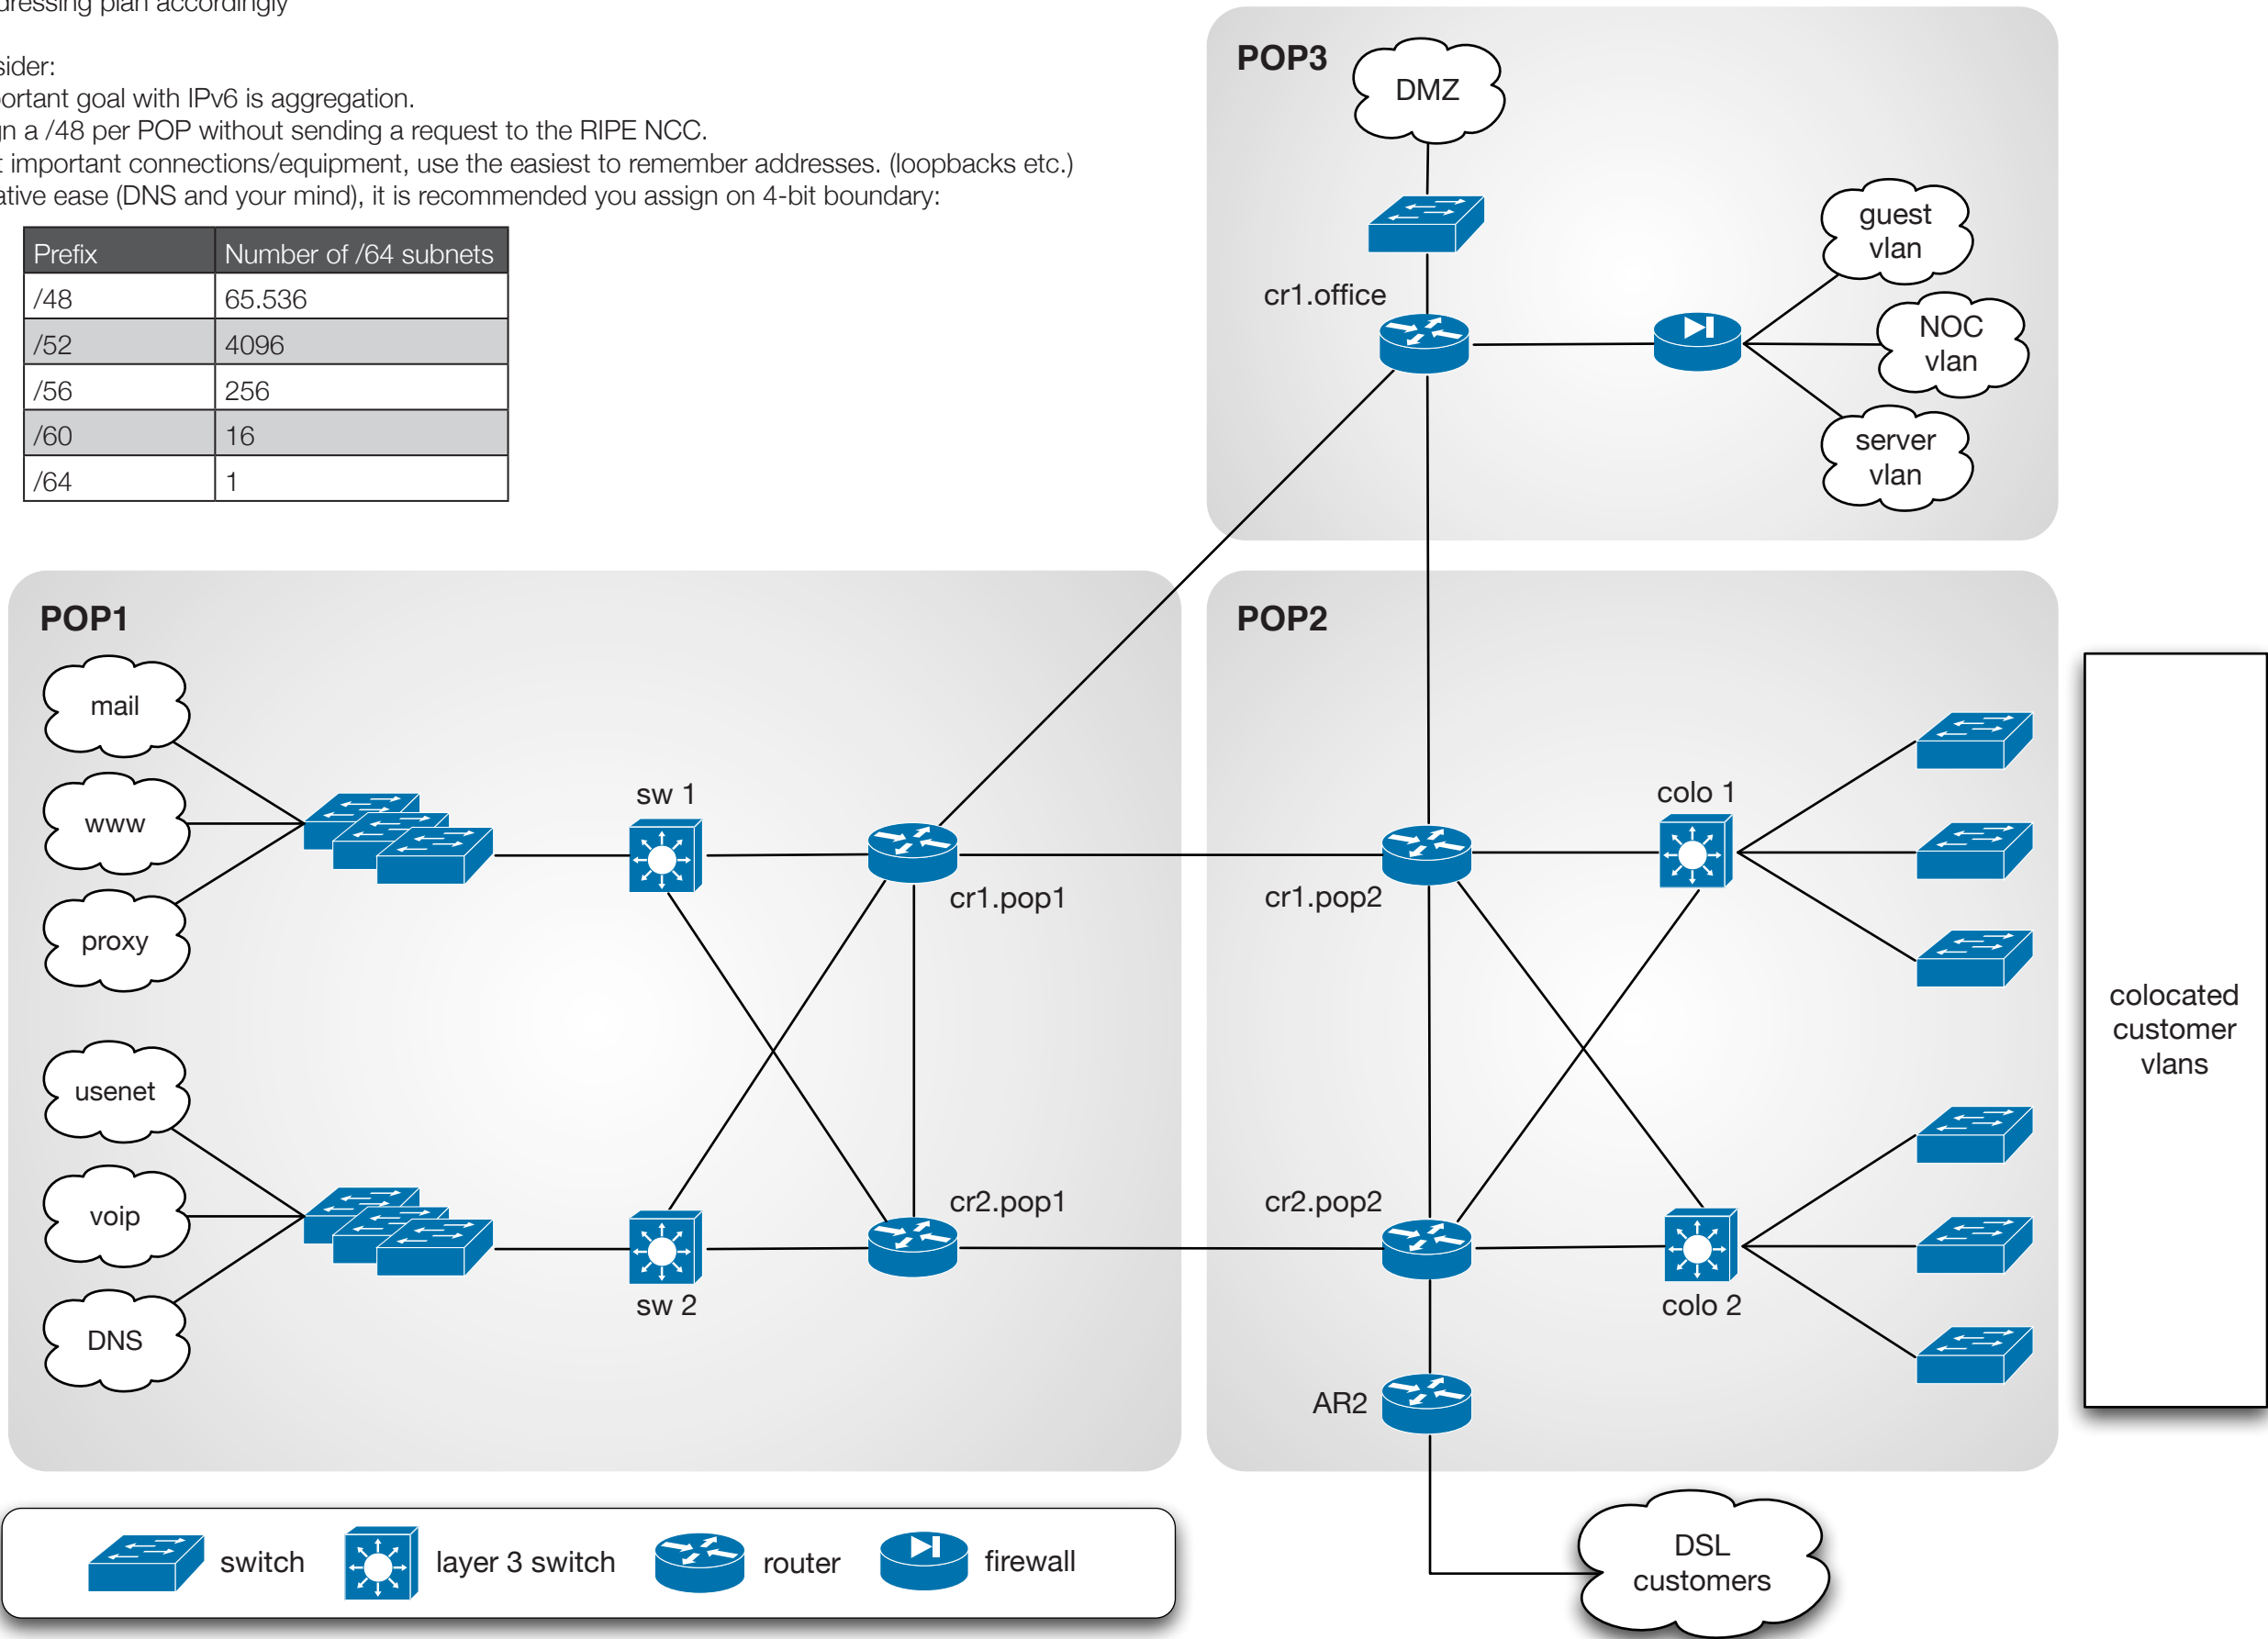 dressing plan accordingly
sider:
portant goal with IPv6 is aggregation.
gn a /48 per POP without sending a request to the RIPE NCC.
t important connections/equipment, use the easiest to remember addresses. (loopbacks etc.)
ative ease (DNS and your mind), it is recommended you assign on 4-bit boundary:
Prefix Number of /64 subnets
/48 65.536
/52 4096
/56 256
/60 16
/64 1
POP3
DMZ
guest
vlan
cr1.office
NOC
vlan
server
vlan
POP1
mail
www
proxy
usenet
voip
DNS
sw 1
cr1.pop1
cr2.pop1
sw 2
POP2
colo 1
cr1.pop2
cr2.pop2
colo 2
AR2
colocated
customer
vlans
DSL
customers
switch
layer 3 switch
router
firewall